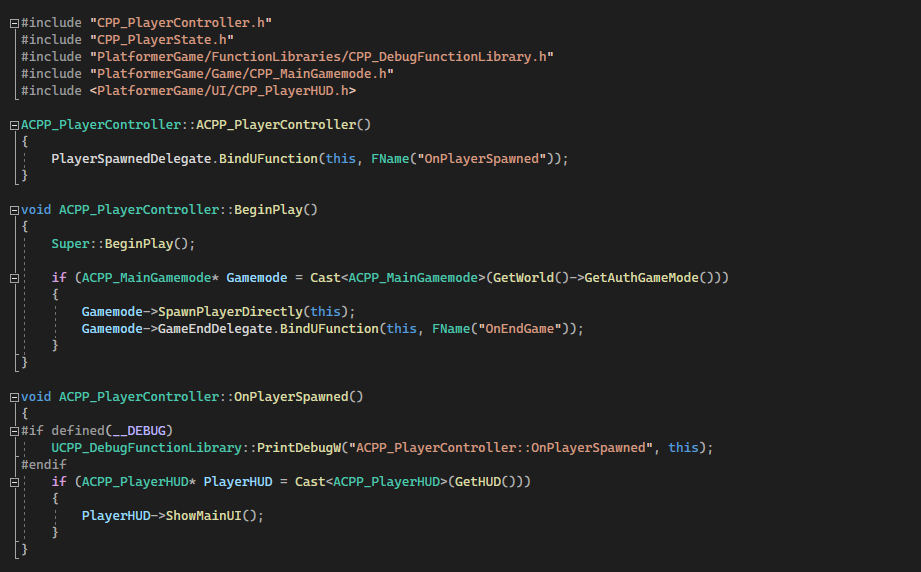 #include "CPP_PlayerController.h"
#include "CPP_PlayerState.h"
#include "PlatformerGame/FunctionLibraries/CPP_DebugFunctionLibrary.h"
#include "PlatformerGame/Game/CPP_MainGamemode.h"
#include <PlatformerGame/UI/CPP_PlayerHUD.h>

ACPP_PlayerController::ACPP_PlayerController()
{
    PlayerSpawnedDelegate.BindUFunction(this, FName("OnPlayerSpawned"));
}

void ACPP_PlayerController::BeginPlay()
{
    Super::BeginPlay();

    if (ACPP_MainGamemode* Gamemode = Cast<ACPP_MainGamemode>(GetWorld()->GetAuthGameMode()))
    {
        Gamemode->SpawnPlayerDirectly(this);
        Gamemode->GameEndDelegate.BindUFunction(this, FName("OnEndGame"));
    }
}

void ACPP_PlayerController::OnPlayerSpawned()
{
#if defined(__DEBUG)
    UCPP_DebugFunctionLibrary::PrintDebugW("ACPP_PlayerController::OnPlayerSpawned", this);
#endif
    if (ACPP_PlayerHUD* PlayerHUD = Cast<ACPP_PlayerHUD>(GetHUD()))
    {
        PlayerHUD->ShowMainUI();
    }
}